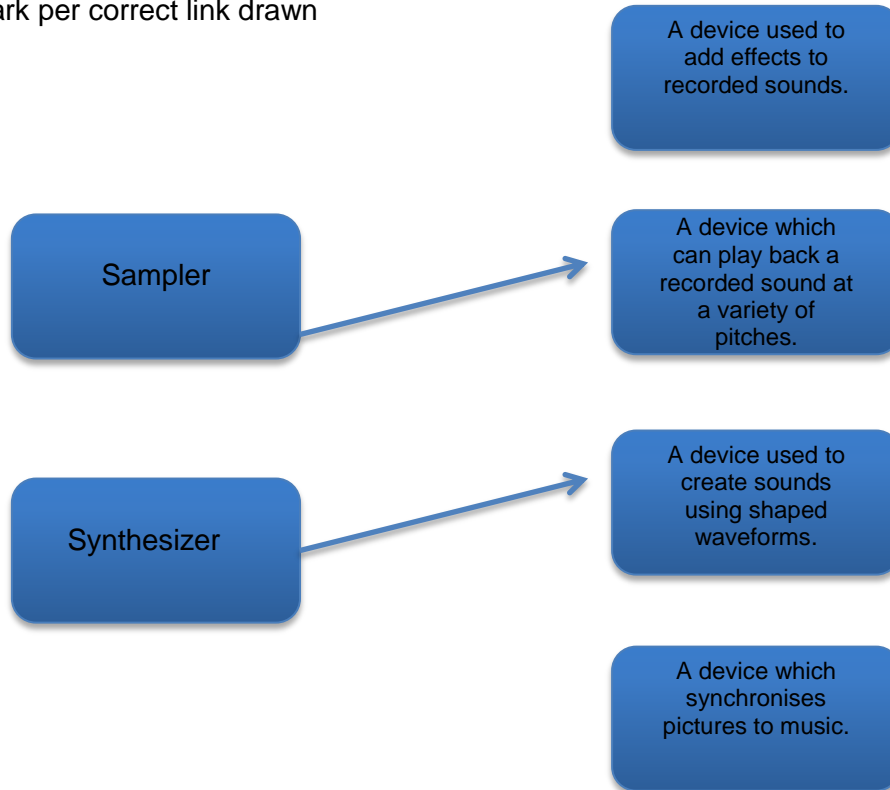 ark per correct link drawn
A device used to
add effects to
recorded sounds.
Sampler
A device which
can play back a
recorded sound at
a variety of
pitches.
Synthesizer
A device used to
create sounds
using shaped
waveforms.
A device which
synchronises
pictures to music.